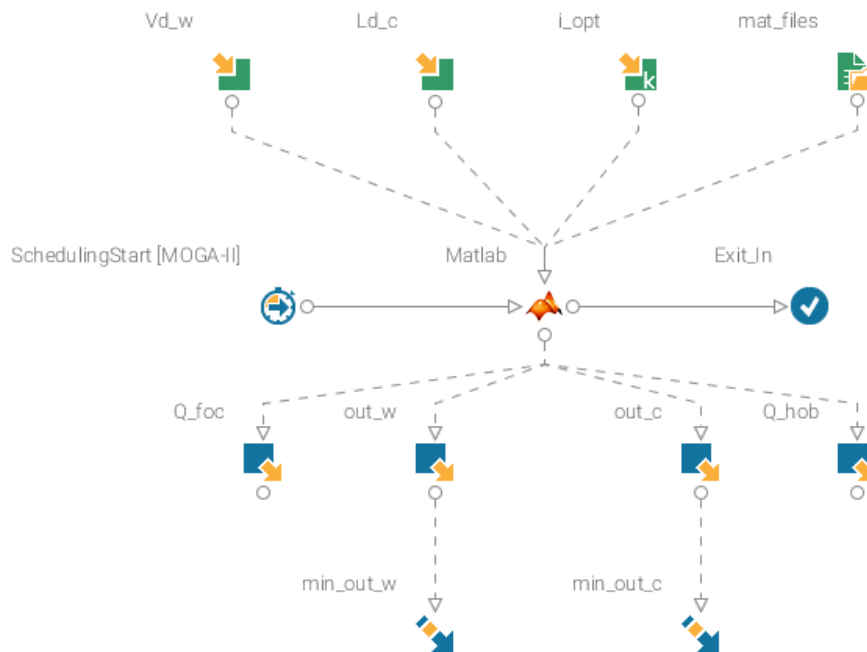 Vd_w Ld_c i_opt mat_files
k
SchedulingStart [MOGA-II] Matlab Exit_In
Q_foc out_w out_c Q_hob
min_out_w min_out_c